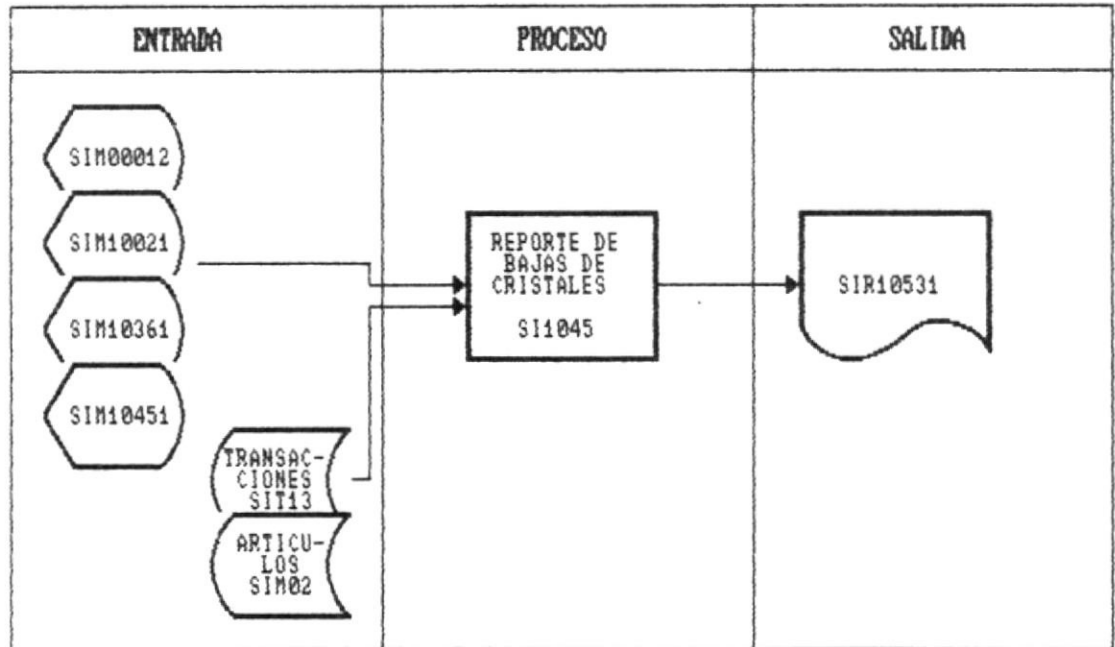 ENTRADA
PROCESO
SALIDA
SIM00012
SIM10021
SIM10361
SIM10451
TRANSAC-
CIONES
SIT13
ARTICU-
LOS
SIM02
REPORTE DE
BAJAS DE
CRISTALES
SI1045
SIR10531